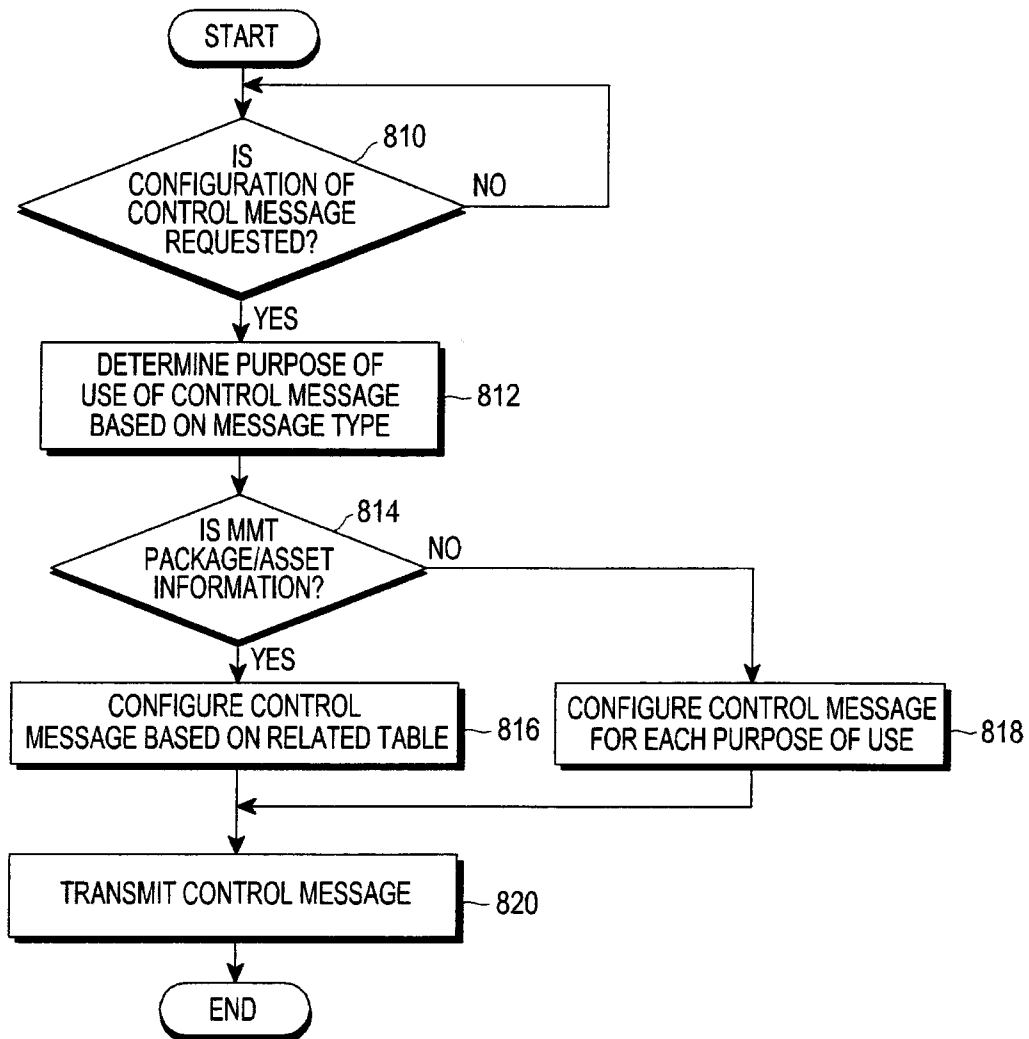 START
810
IS
CONFIGURATION OF
CONTROL MESSAGE
REQUESTED?
NO
YES
DETERMINE PURPOSE OF
USE OF CONTROL MESSAGE
BASED ON MESSAGE TYPE
812
814
IS MMT
PACKAGE/ASSET
INFORMATION?
NO
YES
CONFIGURE CONTROL
MESSAGE BASED ON RELATED TABLE
816
CONFIGURE CONTROL MESSAGE
FOR EACH PURPOSE OF USE
818
TRANSMIT CONTROL MESSAGE
820
END